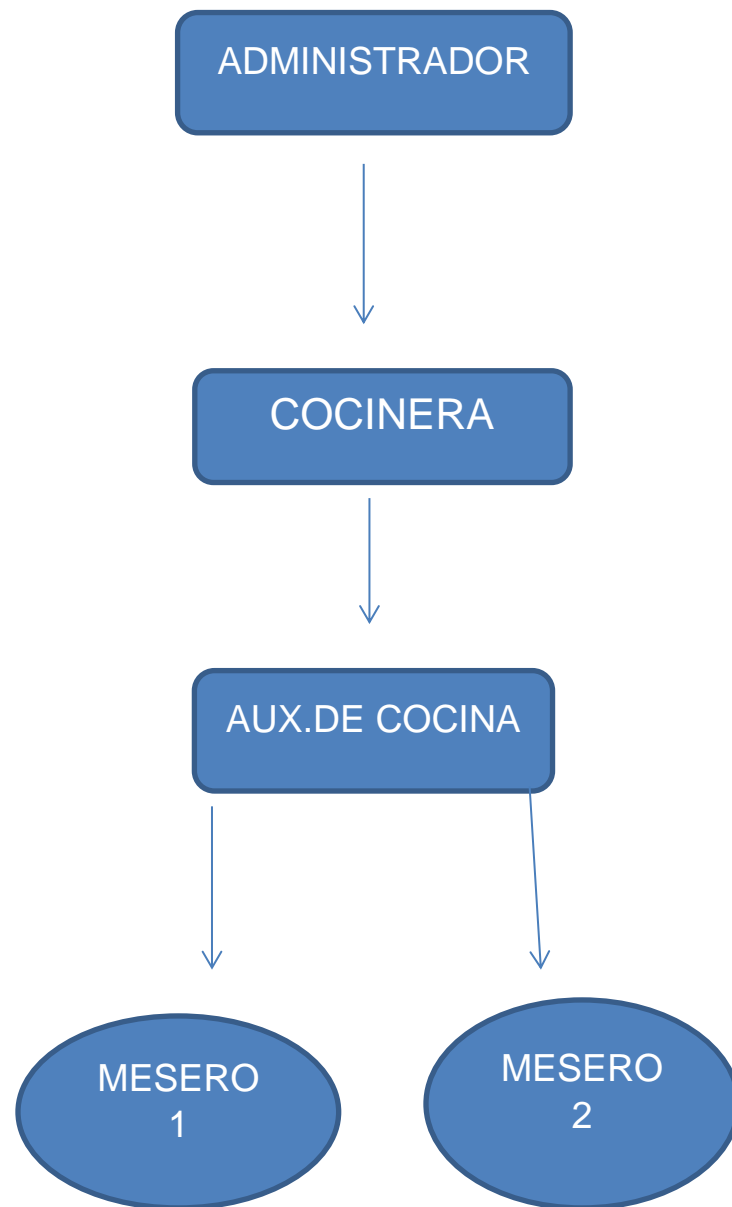 ADMINISTRADOR
COCINERA
AUX.DE COCINA
MESERO
1
MESERO
2